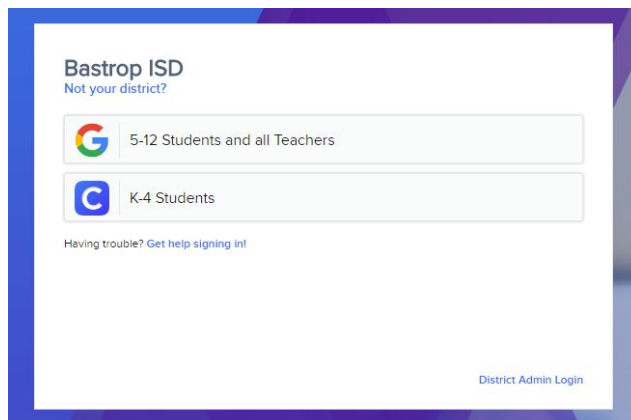 Bastrop ISD
Not your district?
5-12 Students and all Teachers
C
K-4 Students
Having trouble? Get help signing in!
District Admin Login